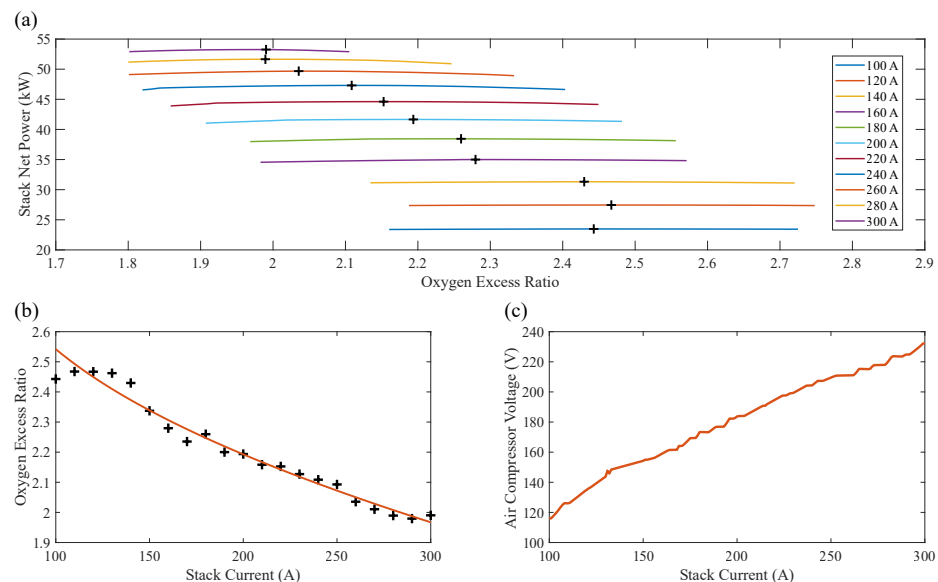 (a)
55
50
45
40
35
30
25
20
Stack Net Power (kW)
1.7 1.8 1.9 2 2.1 2.2 2.3 2.4 2.5 2.6 2.7 2.8 2.9
Oxygen Excess Ratio
100 A
120 A
140 A
160 A
180 A
200 A
220 A
240 A
260 A
280 A
300 A
(b)
2.6
2.5
2.4
2.3
2.2
2.1
2
1.9
Oxygen Excess Ratio
100 150 200 250 300
Stack Current (A)
(c)
240
220
200
180
160
140
120
100
Air Compressor Voltage (V)
100 150 200 250 300
Stack Current (A)